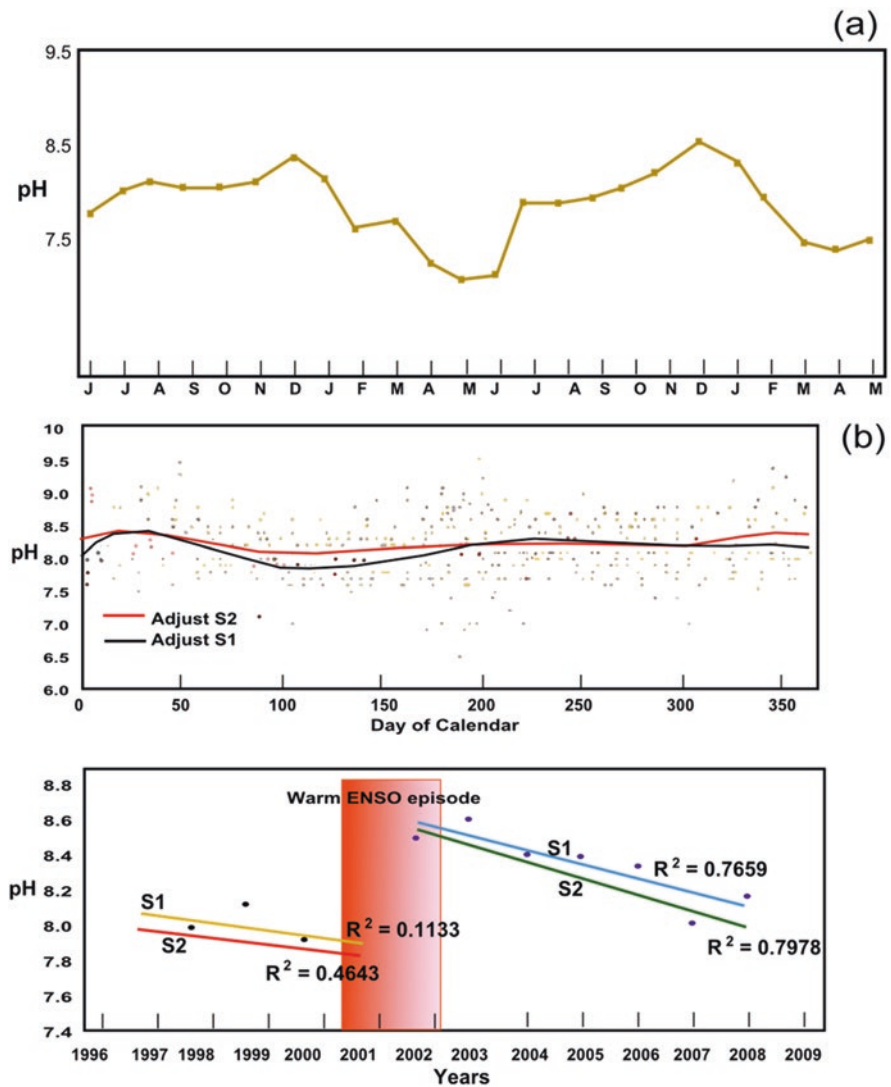 (a)
9.5
8.5
pH
7.5
J J A S O N D J F M A M J J A S O N D J F M A M
(b)
10
9.5
9.0
8.5
pH
8.0
7.5
7.0
6.5
6.0
Adjust S2
Adjust S1
0 50 100 150 200 250 300 350
Day of Calendar
8.8
8.6
8.4
8.2
pH
8.0
7.8
7.6
7.4
Warm ENSO episode
S1
S2
R² = 0.7659
R² = 0.7978
S1
S2
R² = 0.1133
R² = 0.4643
1996 1997 1998 1999 2000 2001 2002 2003 2004 2005 2006 2007 2008 2009
Years